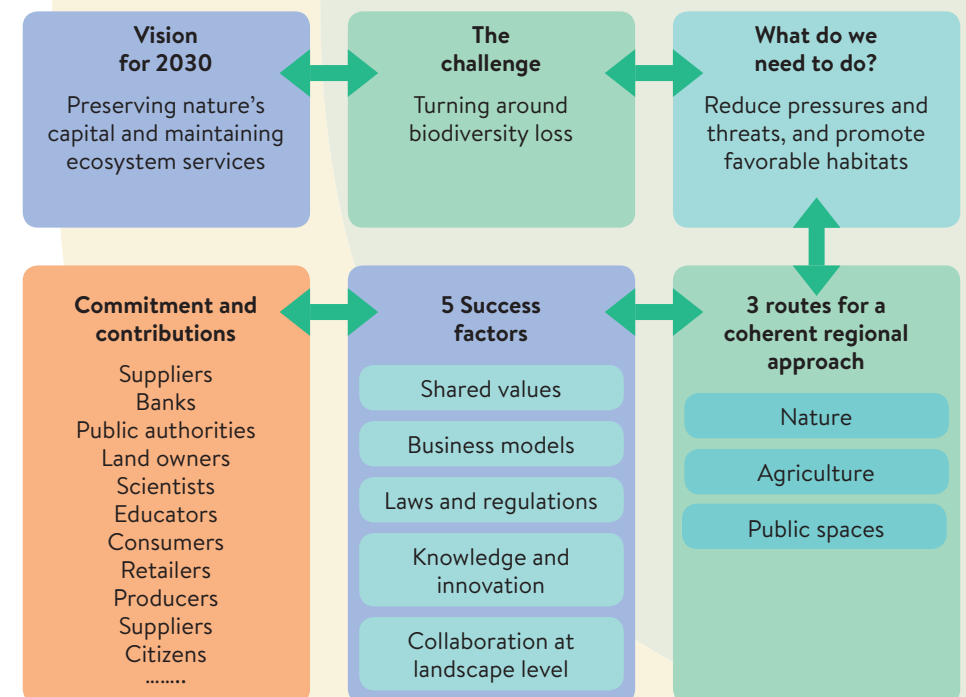 Vision
for 2030
Preserving nature's
capital and maintaining
ecosystem services
The
challenge
Turning around
biodiversity loss
What do we
need to do?
Reduce pressures and
threats, and promote
favorable habitats
Commitment and
contributions
Suppliers
Banks
Public authorities
Land owners
Scientists
Educators
Consumers
Retailers
Producers
Suppliers
Citizens
........
5 Success
factors
Shared values
Business models
Laws and regulations
Knowledge and
innovation
Collaboration at
landscape level
3 routes for a
coherent regional
approach
Nature
Agriculture
Public spaces